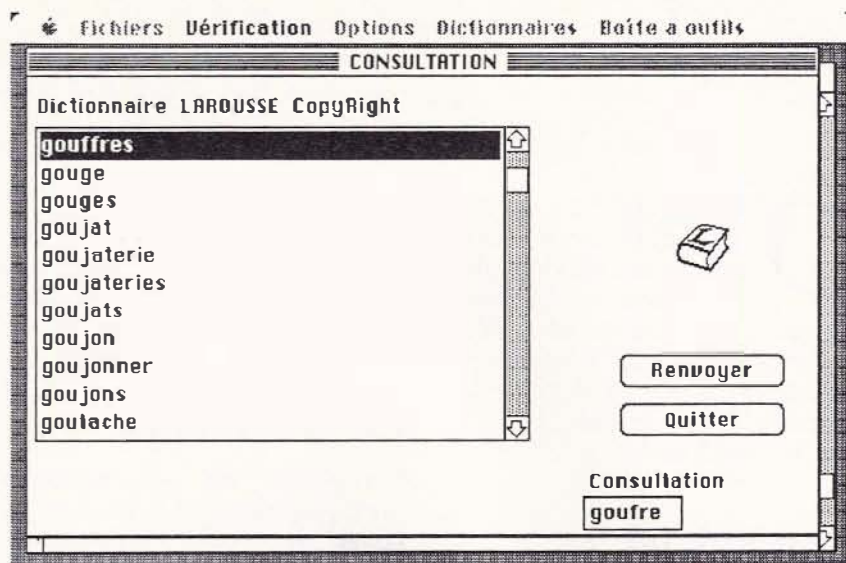 Fichiers Vérification Options Dictionnaires Boîte a outils
CONSULTATION
Dictionnaire LAROUSSE CopyRight
gouffres
gouge
gouges
goujat
goujaterie
goujateries
goujats
goujon
goujonner
goujons
goulache
Renvoyer
Quitter
Consultation
goufre